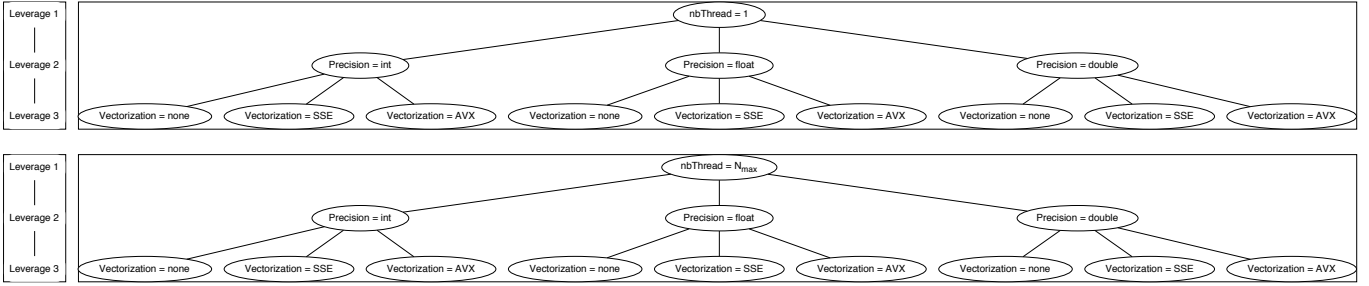 Leverage 1 nbThread = 1
Leverage 2 Precision = int Precision = float Precision = double
Leverage 3 Vectorization = none Vectorization = SSE Vectorization = AVX Vectorization = none Vectorization = SSE Vectorization = AVX Vectorization = none Vectorization = SSE Vectorization = AVX
Leverage 1 nbThread = N_max
Leverage 2 Precision = int Precision = float Precision = double
Leverage 3 Vectorization = none Vectorization = SSE Vectorization = AVX Vectorization = none Vectorization = SSE Vectorization = AVX Vectorization = none Vectorization = SSE Vectorization = AVX